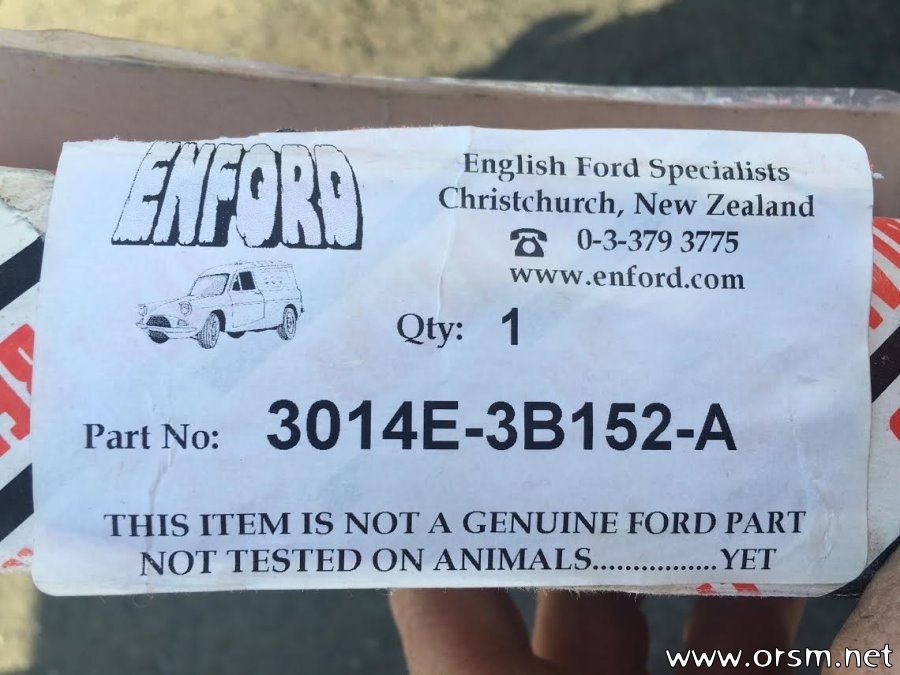 ENFORD
English Ford Specialists
Christchurch, New Zealand
☎ 0-3-379 3775
www.enford.com
Qty: 1
Part No: 3014E-3B152-A
THIS ITEM IS NOT A GENUINE FORD PART
NOT TESTED ON ANIMALS................YET
www.orsm.net